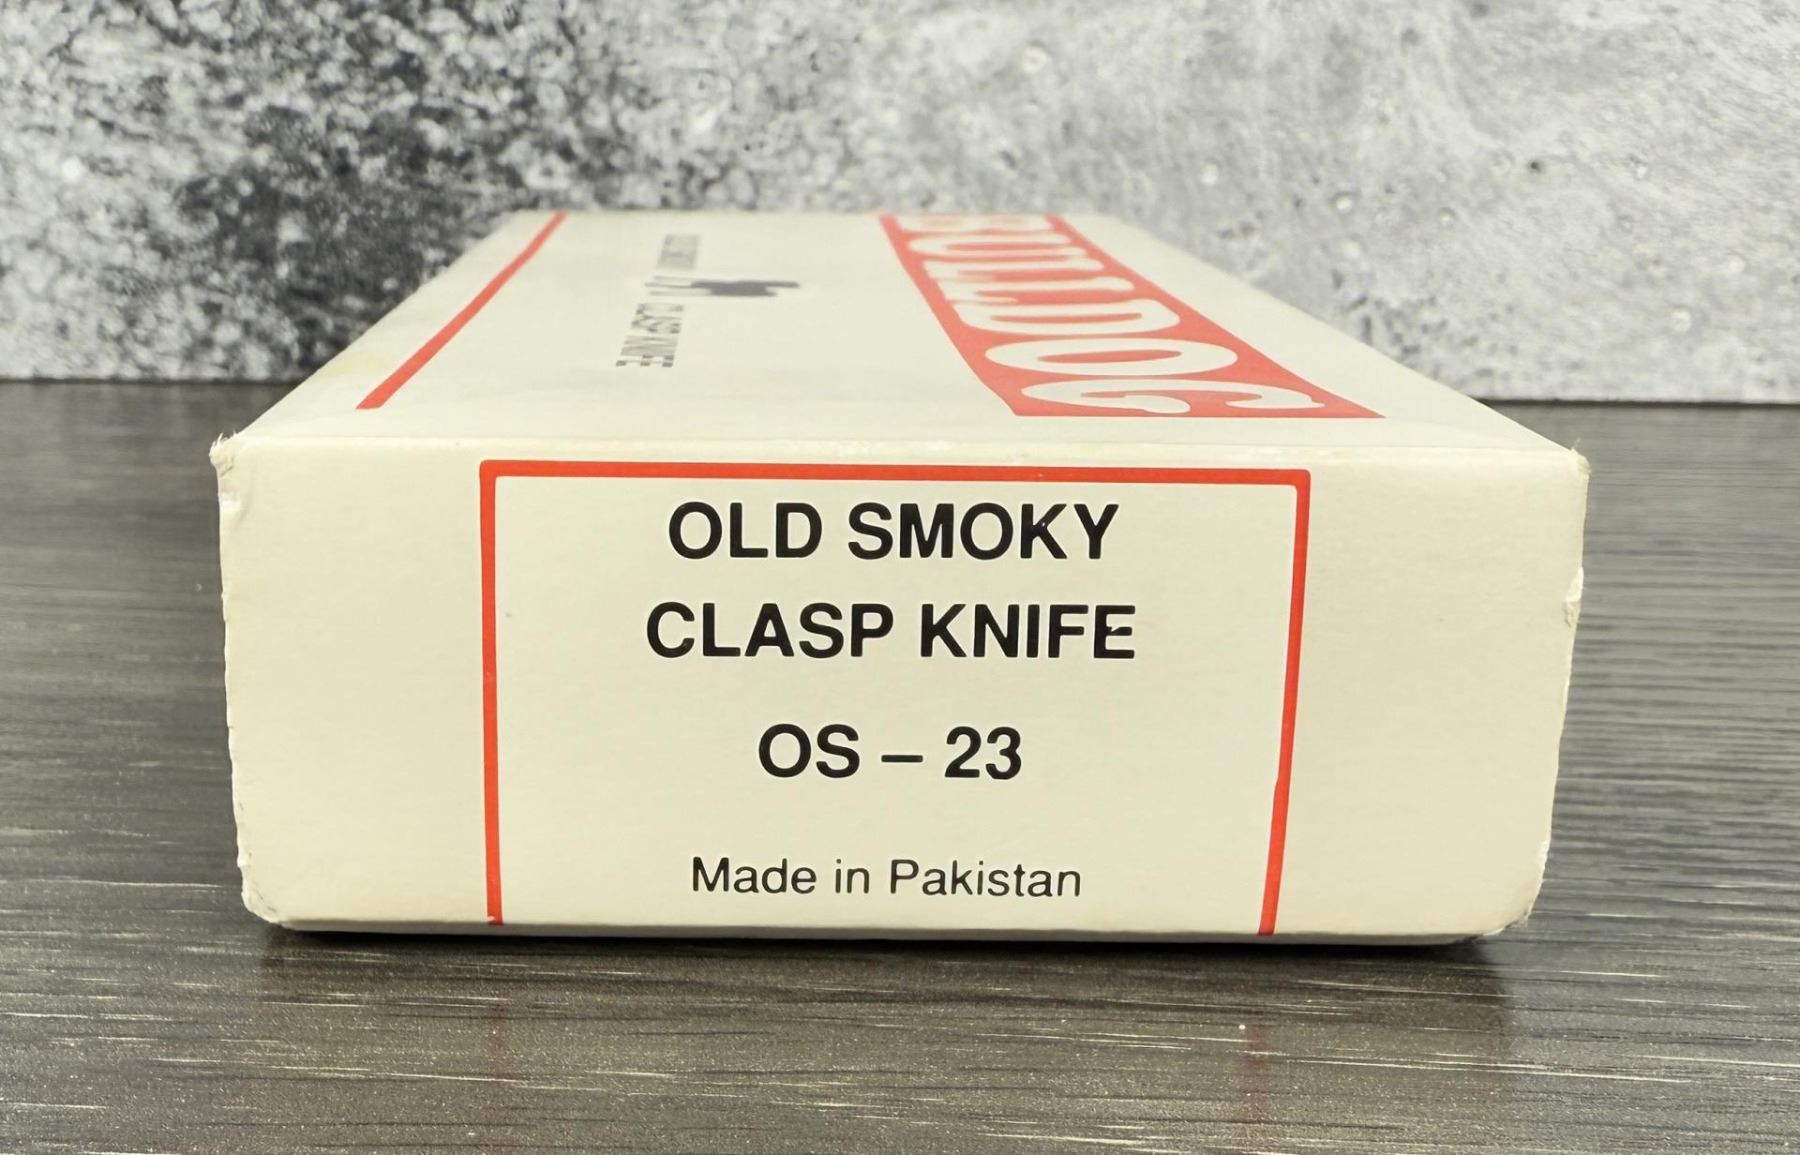 BULLDOG
CLASP KNIFE
OLD SMOKY
CLASP KNIFE
OS – 23
Made in Pakistan